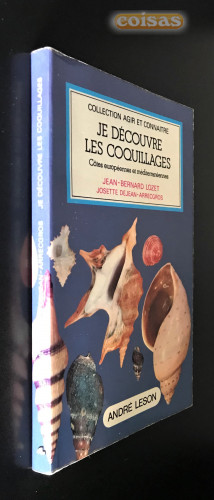 coisas
COLLECTION AGIR ET CONNAITRE
JE DÉCOUVRE
LES COQUILLAGES
Côtes européennes et méditerranéennes
JEAN-BERNARD LOZET
JOSETTE DEJEAN-ARRECGROS
ANDRÉ LESON
JE DÉCOUVRE LES COQUILLAGES